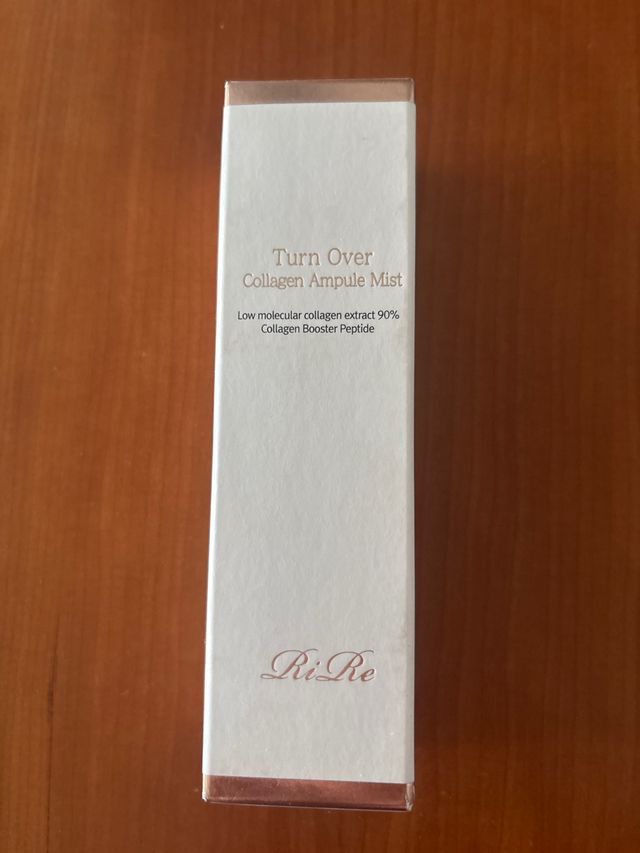 Turn Over
Collagen Ampule Mist
Low molecular collagen extract 90%
Collagen Booster Peptide
RiRe